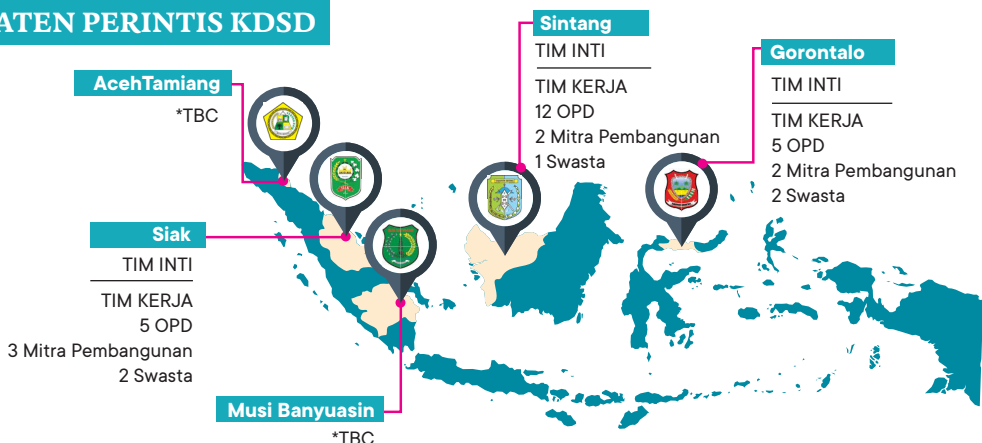 ATEN PERINTIS KDSD
AcehTamiang
*TBC
Siak
TIM INTI
TIM KERJA
5 OPD
3 Mitra Pembangunan
2 Swasta
Musi Banyuasin
*TBC
Sintang
TIM INTI
TIM KERJA
12 OPD
2 Mitra Pembangunan
1 Swasta
Gorontalo
TIM INTI
TIM KERJA
5 OPD
2 Mitra Pembangunan
2 Swasta